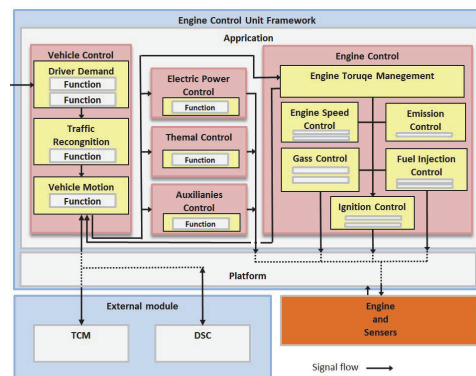 Engine Control Unit Framework
Application
Vehicle Control
Driver Demand
Function
Function
Traffic
Recongnition
Function
Vehicle Motion
Function
Electric Power
Control
Function
Themal Control
Function
Auxilianies
Control
Function
Engine Control
Engine Toruqe Manegement
Engine Speed
Control
Emission
Control
Gass Control
Fuel Injection
Control
Ignition Control
Platform
External module
TCM
DSC
Engine
and
Sensers
Signal flow